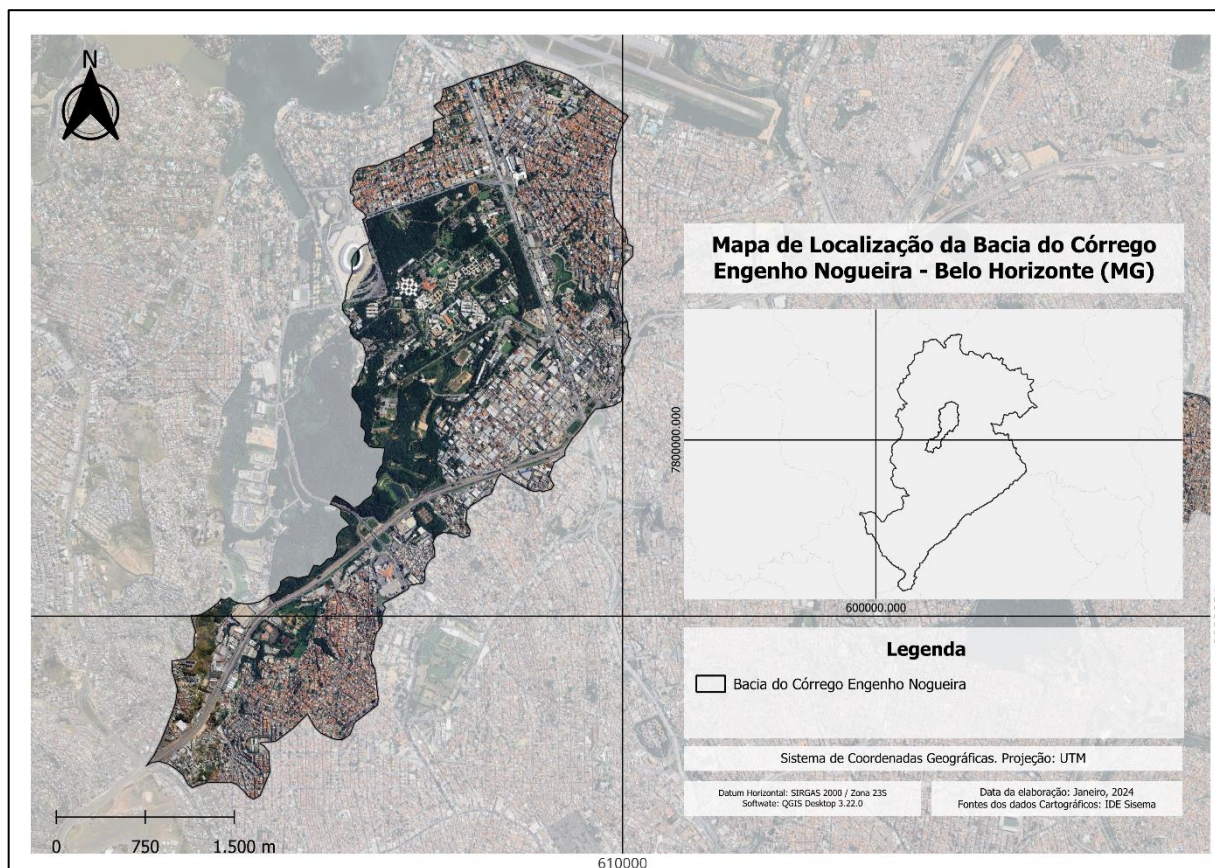 N
Mapa de Localização da Bacia do Córrego
Engenho Nogueira - Belo Horizonte (MG)
7800000.000
600000.000
Legenda
Bacia do Córrego Engenho Nogueira
Sistema de Coordenadas Geográficas. Projeção: UTM
Datum Horizontal: SIRGAS 2000 / Zona 23S
Softwate: QGIS Desktop 3.22.0
Data da elaboração: Janeiro, 2024
Fontes dos dados Cartográficos: IDE Sisema
0 750 1.500 m
610000